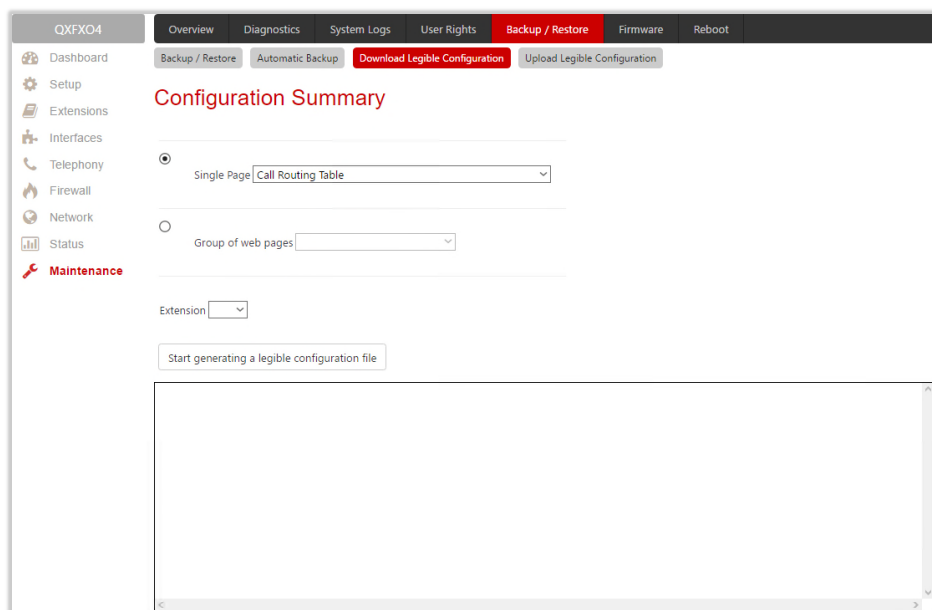 QXFXO4
Overview Diagnostics System Logs User Rights Backup / Restore Firmware Reboot
Dashboard
Setup
Extensions
Interfaces
Telephony
Firewall
Network
Status
Maintenance
Backup / Restore Automatic Backup Download Legible Configuration Upload Legible Configuration
Configuration Summary
Single Page Call Routing Table
Group of web pages
Extension
Start generating a legible configuration file